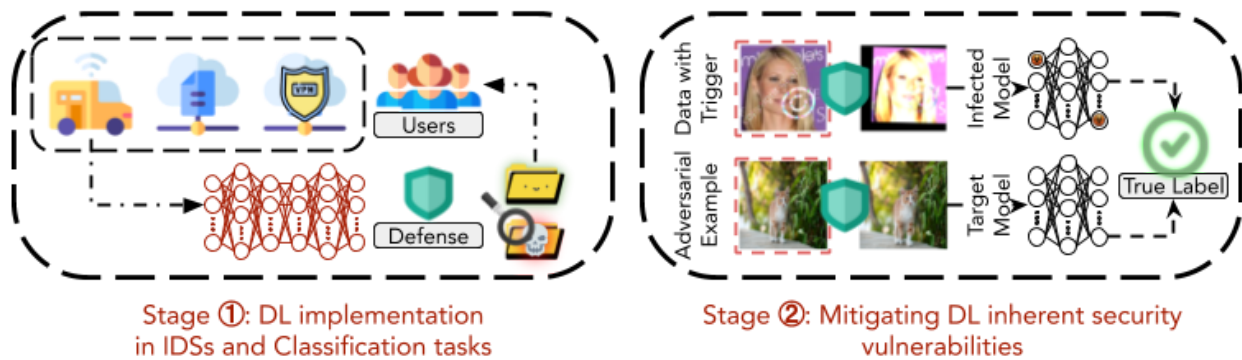 VPN
Users
Defense
Stage ①: DL implementation
in IDSs and Classification tasks
Data with
Trigger
Infected
Model
Adversarial
Example
Target
Model
True Label
Stage ②: Mitigating DL inherent security
vulnerabilities